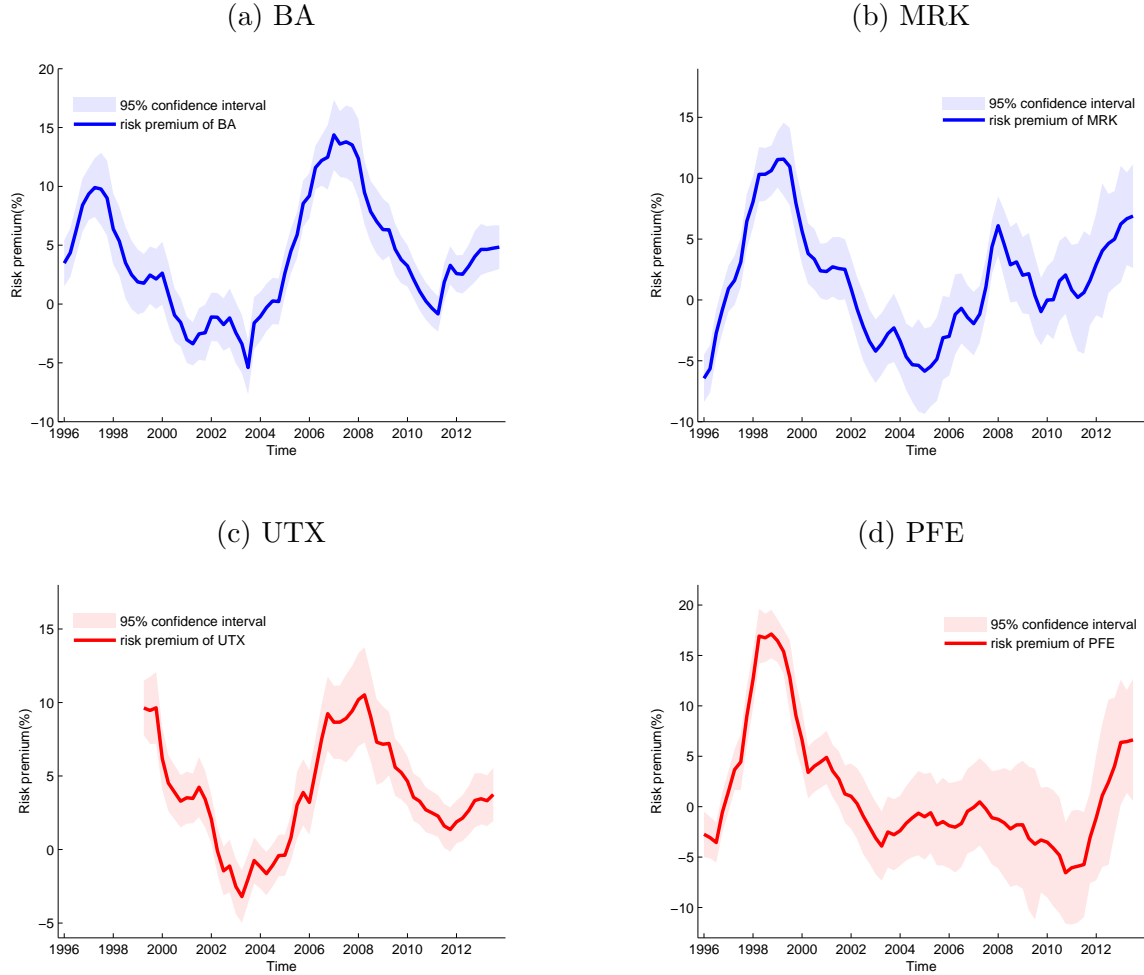 (a) BA
20
15
10
5
0
−5
−10
Risk premium(%)
95% confidence interval
risk premium of BA
1996 1998 2000 2002 2004 2006 2008 2010 2012
Time
(b) MRK
15
10
5
0
−5
−10
Risk premium(%)
95% confidence interval
risk premium of MRK
1996 1998 2000 2002 2004 2006 2008 2010 2012
Time
(c) UTX
15
10
5
0
−5
Risk premium(%)
95% confidence interval
risk premium of UTX
1996 1998 2000 2002 2004 2006 2008 2010 2012
Time
(d) PFE
20
15
10
5
0
−5
−10
Risk premium(%)
95% confidence interval
risk premium of PFE
1996 1998 2000 2002 2004 2006 2008 2010 2012
Time